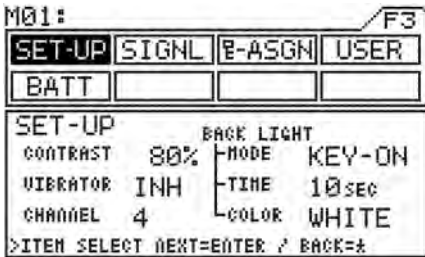 M01: F3
SET-UP SIGNL E-ASGN USER
BATT
SET-UP BACK LIGHT
CONTRAST 80% MODE KEY-ON
VIBRATOR INH TIME 10SEC
CHANNEL 4 COLOR WHITE
>ITEM SELECT NEXT=ENTER / BACK=*